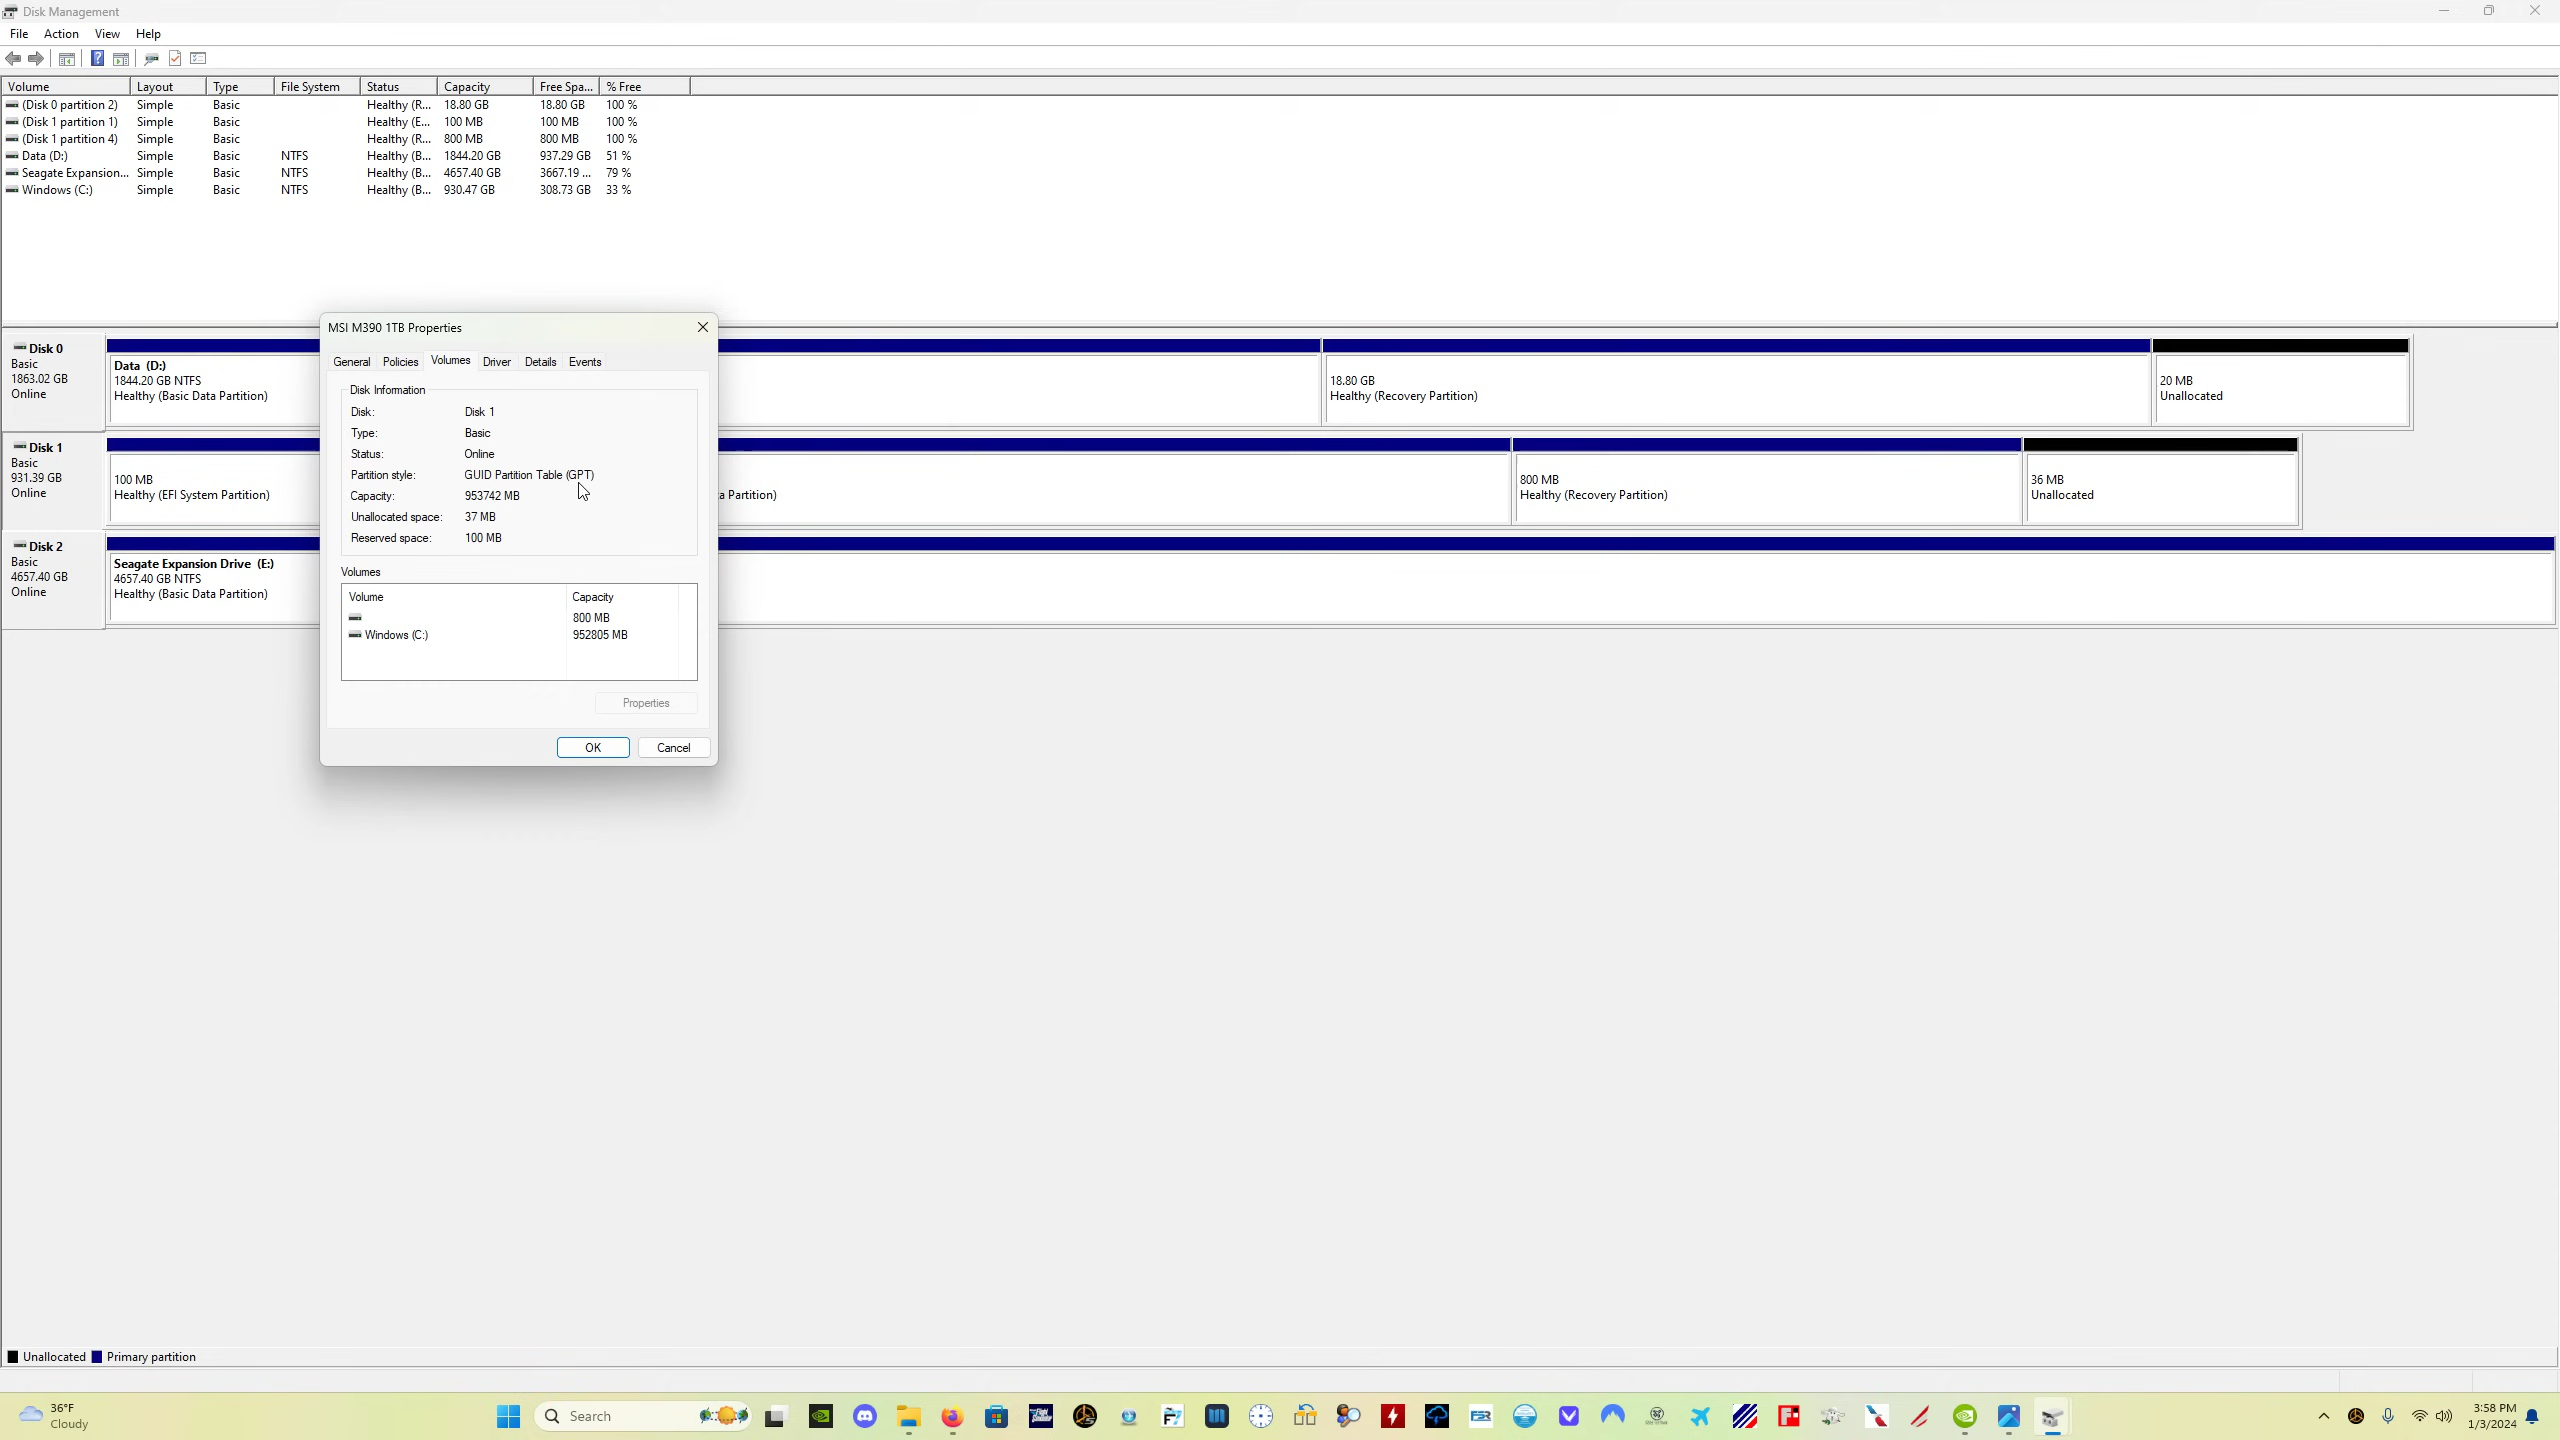 Disk Management
File Action View Help
Volume Layout Type File System Status Capacity Free Spa... % Free
(Disk 0 partition 2) Simple Basic Healthy (R... 18.80 GB 18.80 GB 100 %
(Disk 1 partition 1) Simple Basic Healthy (E... 100 MB 100 MB 100 %
(Disk 1 partition 4) Simple Basic Healthy (R... 800 MB 800 MB 100 %
Data (D:) Simple Basic NTFS Healthy (B... 1844.20 GB 937.29 GB 51 %
Seagate Expansion... Simple Basic NTFS Healthy (B... 4657.40 GB 3667.19 ... 79 %
Windows (C:) Simple Basic NTFS Healthy (B... 930.47 GB 308.73 GB 33 %
MSI M390 1TB Properties
General Policies Volumes Driver Details Events
Disk Information
Disk: Disk 1
Type: Basic
Status: Online
Partition style: GUID Partition Table (GPT)
Capacity: 953742 MB
Unallocated space: 37 MB
Reserved space: 100 MB
Volumes
Volume Capacity
800 MB
Windows (C:) 952805 MB
Properties
OK Cancel
Disk 0
Basic
1863.02 GB
Online
Data (D:)
1844.20 GB NTFS
Healthy (Basic Data Partition)
18.80 GB
Healthy (Recovery Partition)
20 MB
Unallocated
Disk 1
Basic
931.39 GB
Online
100 MB
Healthy (EFI System Partition)
a Partition)
800 MB
Healthy (Recovery Partition)
36 MB
Unallocated
Disk 2
Basic
4657.40 GB
Online
Seagate Expansion Drive (E:)
4657.40 GB NTFS
Healthy (Basic Data Partition)
Unallocated Primary partition
36°F
Cloudy
Search
FSR
3:58 PM
1/3/2024